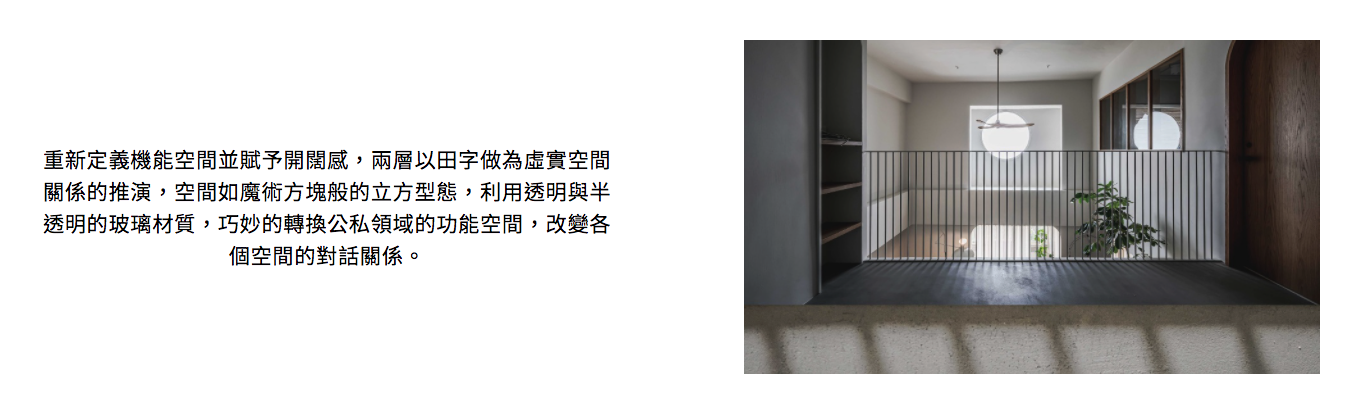 重新定義機能空間並賦予開闊感，兩層以田字做為虛實空間
關係的推演，空間如魔術方塊般的立方型態，利用透明與半
透明的玻璃材質，巧妙的轉換公私領域的功能空間，改變各
個空間的對話關係。